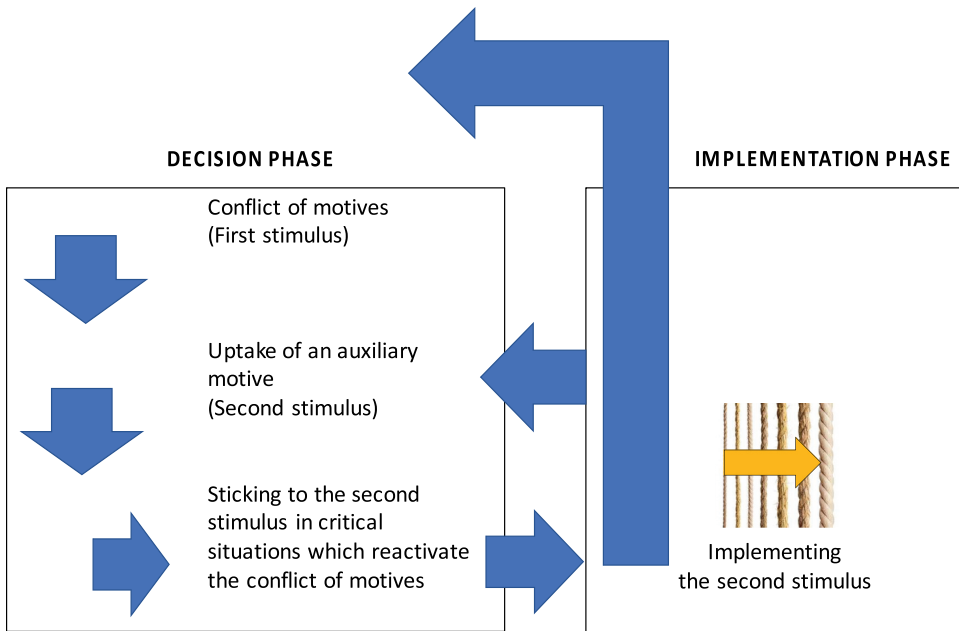 DECISION PHASE
IMPLEMENTATION PHASE
Conflict of motives
(First stimulus)
Uptake of an auxiliary
motive
(Second stimulus)
Sticking to the second
stimulus in critical
situations which reactivate
the conflict of motives
Implementing
the second stimulus